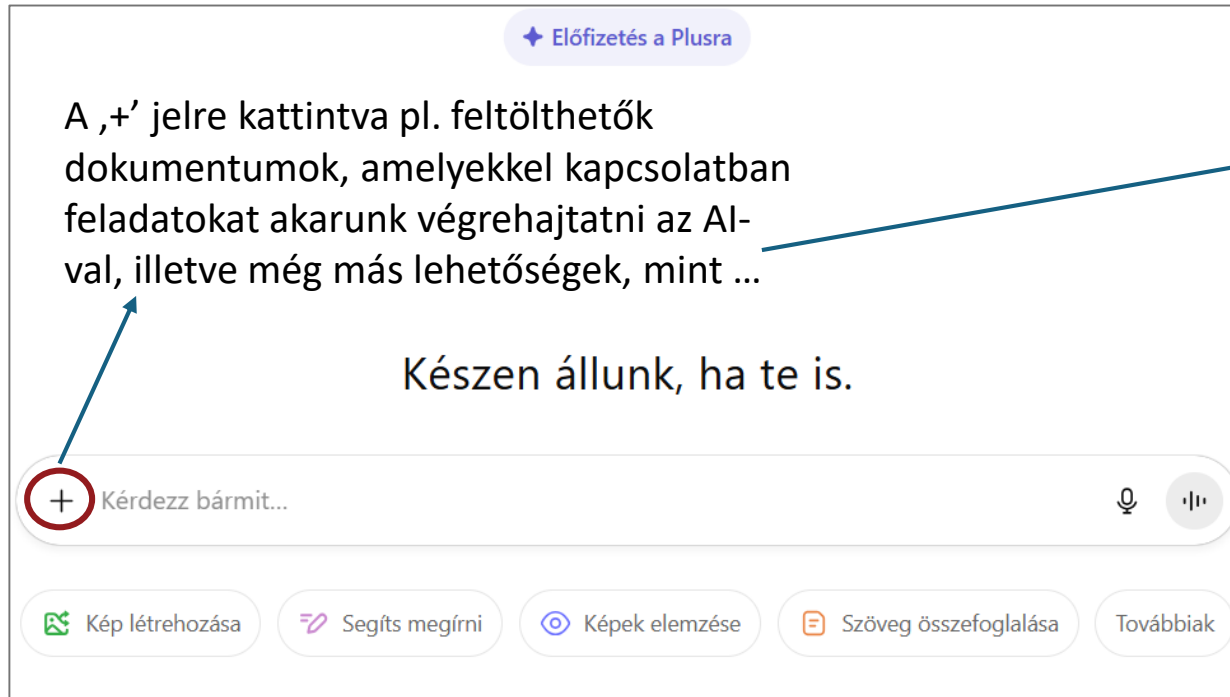 Előfizetés a Plusra
A ‚+’ jelre kattintva pl. feltölthetők
dokumentumok, amelyekkel kapcsolatban
feladatokat akarunk végrehajtatni az AI-
val, illetve még más lehetőségek, mint …
Készen állunk, ha te is.
Kérdezz bármit...
Kép létrehozása
Segíts megírni
Képek elemzése
Szöveg összefoglalása
Továbbiak